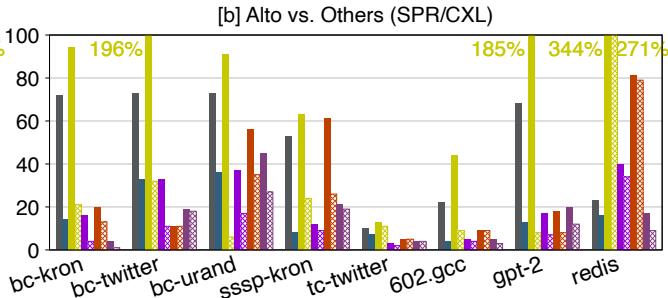 [b] Alto vs. Others (SPR/CXL)
100
80
60
40
20
0
%
196%
185%
344%
271%
bc-kron
bc-twitter
bc-urand
sssp-kron
tc-twitter
602.gcc
gpt-2
redis